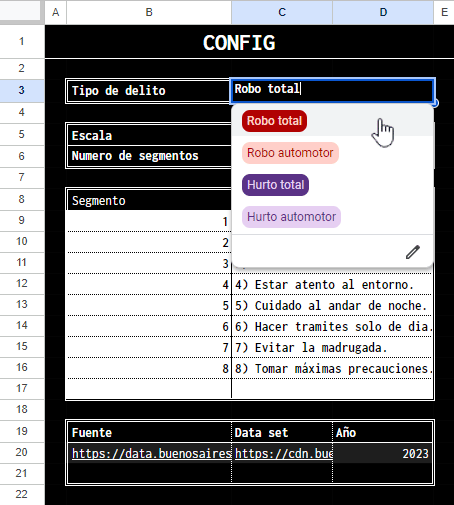 A B C D E
1 CONFIG
2
3 Tipo de delito Robo total
4 Robo total
5 Escala
6 Numero de segmentos Robo automotor
7 Hurto total
8 Segmento
9 1 Hurto automotor
10 2
11 3
12 4 4) Estar atento al entorno.
13 5 5) Cuidado al andar de noche.
14 6 6) Hacer tramites solo de dia.
15 7 7) Evitar la madrugada.
16 8 8) Tomar máximas precauciones.
17
18
19 Fuente Data set Año
20 https://data.buenosaires https://cdn.bue 2023
21
22